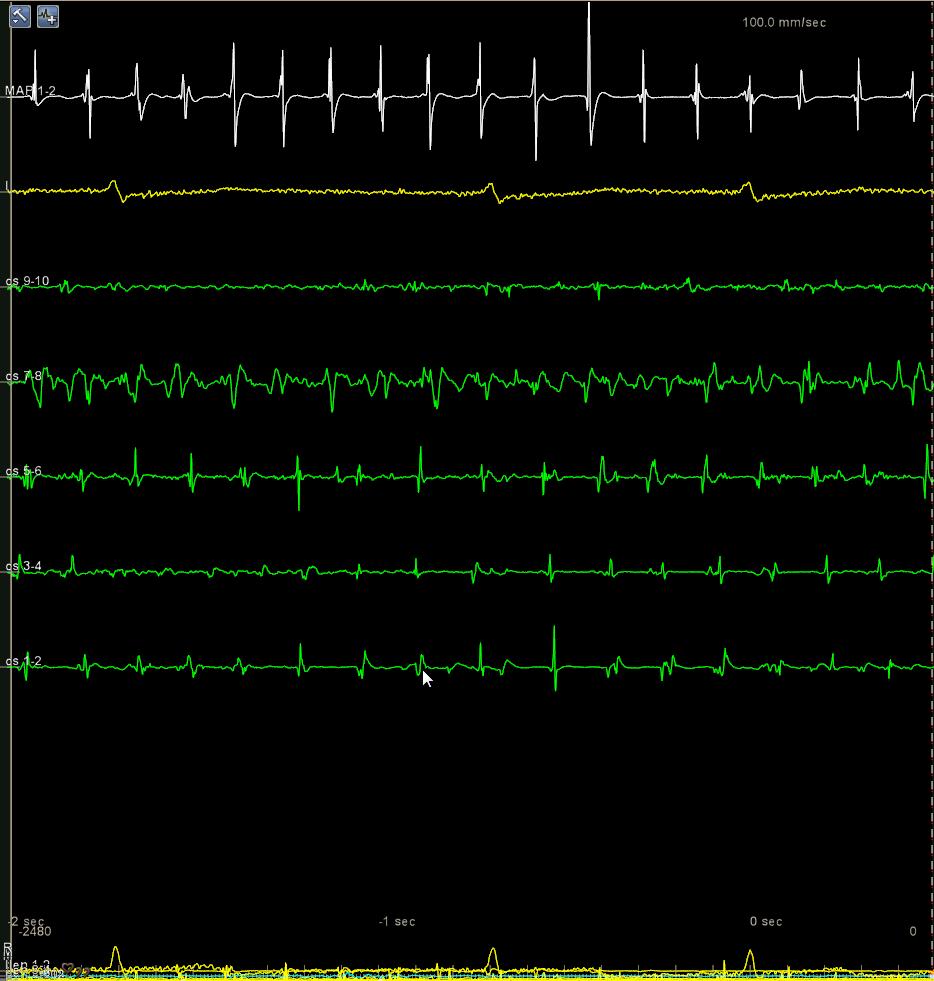 100.0 mm/sec
MAP 1-2
I
cs 9-10
cs 7-8
cs 5-6
cs 3-4
cs 1-2
-2 sec
-1 sec
0 sec
-2480
0